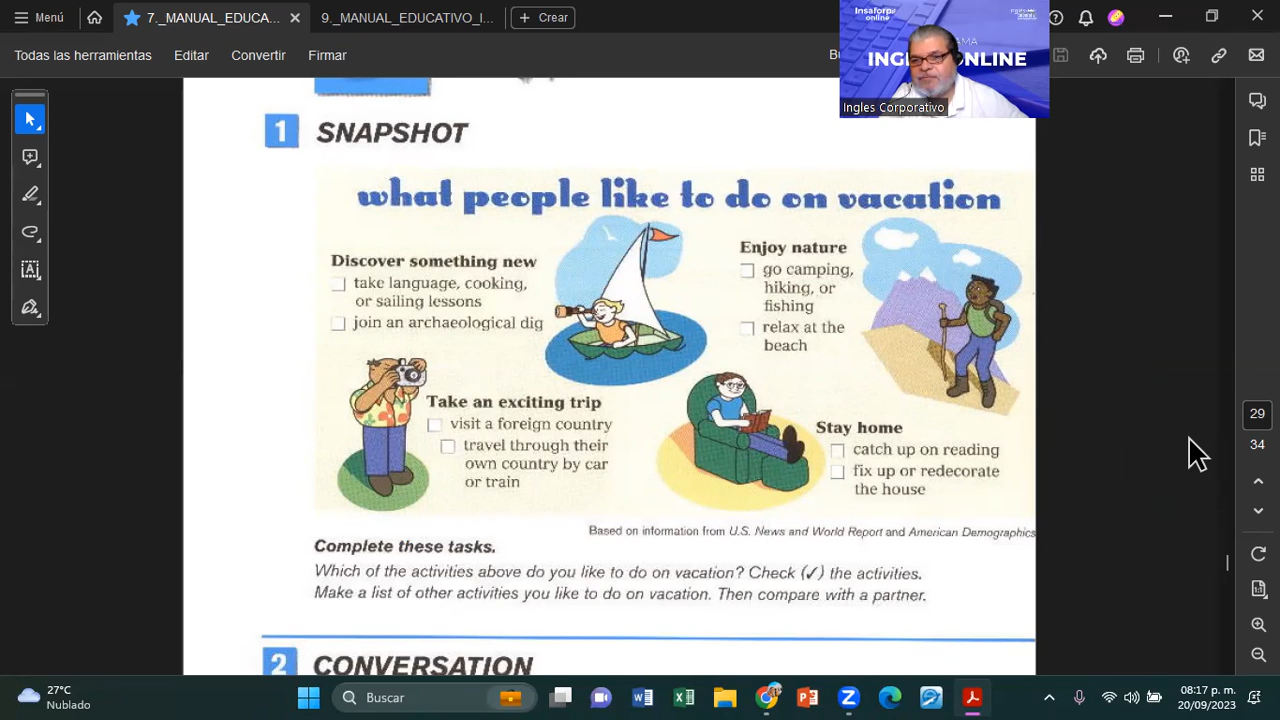 Menú
7._MANUAL_EDUCA...
9._MANUAL_EDUCATIVO_I...
Crear
Todas las herramientas
Editar
Convertir
Firmar
Insaforp
online
INGLES ONLINE
Ingles Corporativo
1 SNAPSHOT
what people like to do on vacation
Discover something new
take language, cooking,
or sailing lessons
join an archaeological dig
Enjoy nature
go camping,
hiking, or
fishing
relax at the
beach
Take an exciting trip
visit a foreign country
travel through their
own country by car
or train
Stay home
catch up on reading
fix up or redecorate
the house
Based on information from U.S. News and World Report and American Demographics
Complete these tasks.
Which of the activities above do you like to do on vacation? Check (✓) the activities.
Make a list of other activities you like to do on vacation. Then compare with a partner.
2 CONVERSATION
29
34
27°C
Nublado
Buscar
08:17 p. m.
20/09/2023